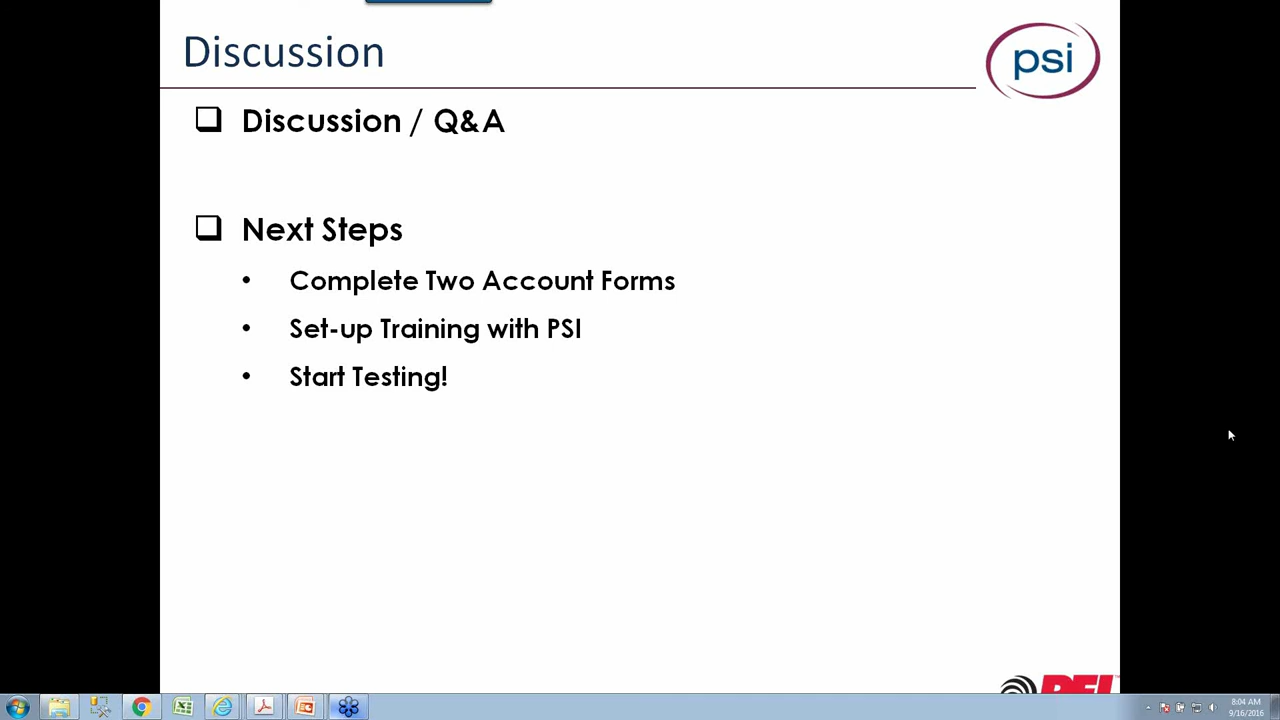 Discussion
psi
Discussion / Q&A
Next Steps
• Complete Two Account Forms
• Set-up Training with PSI
• Start Testing!
8:04 AM
9/16/2016